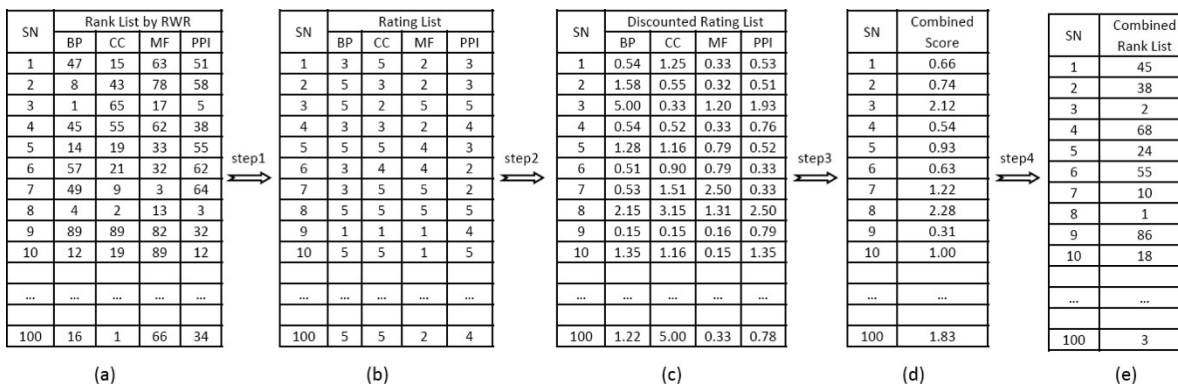 Rank List by RWR
SN BP CC MF PPI
1 47 15 63 51
2 8 43 78 58
3 1 65 17 5
4 45 55 62 38
5 14 19 33 55
6 57 21 32 62
7 49 9 3 64
8 4 2 13 3
9 89 89 82 32
10 12 19 89 12
... ... ... ... ...
100 16 1 66 34
(a)
step1
Rating List
SN BP CC MF PPI
1 3 5 2 3
2 5 3 2 3
3 5 2 5 5
4 3 3 2 4
5 5 5 4 3
6 3 4 4 2
7 3 5 5 2
8 5 5 5 5
9 1 1 1 4
10 5 5 1 5
... ... ... ... ...
100 5 5 2 4
(b)
step2
Discounted Rating List
SN BP CC MF PPI
1 0.54 1.25 0.33 0.53
2 1.58 0.55 0.32 0.51
3 5.00 0.33 1.20 1.93
4 0.54 0.52 0.33 0.76
5 1.28 1.16 0.79 0.52
6 0.51 0.90 0.79 0.33
7 0.53 1.51 2.50 0.33
8 2.15 3.15 1.31 2.50
9 0.15 0.15 0.16 0.79
10 1.35 1.16 0.15 1.35
... ... ... ... ...
100 1.22 5.00 0.33 0.78
(c)
step3
SN Combined
Score
1 0.66
2 0.74
3 2.12
4 0.54
5 0.93
6 0.63
7 1.22
8 2.28
9 0.31
10 1.00
... ...
100 1.83
(d)
step4
SN Combined
Rank List
1 45
2 38
3 2
4 68
5 24
6 55
7 10
8 1
9 86
10 18
... ...
100 3
(e)